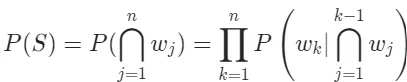 P(S) = P(⋂_{j=1}^{n} w_j) = ∏_{k=1}^{n} P(w_k | ⋂_{j=1}^{k-1} w_j)